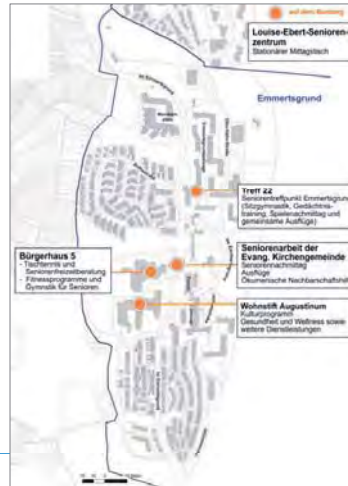 auf dem Boxberg
Louise-Ebert-Senioren-
zentrum
Stationärer Mittagstisch
Emmertsgrund
Treff 22
Seniorentreffpunkt Emmertsgrund
(Sitzgymnastik, Gedächtnis-
training, Spielenachmittag und
gemeinsame Ausflüge)
Bürgerhaus 5
- Tischtennis und
Seniorenfreizeitberatung
- Fitnessprogramme und
Gymnstik für Senioren
Seniorenarbeit der
Evang. Kirchengemeinde
Seniorennachmittag
Ausflüge
Ökumenische Nachbarschaftshilfe
Wohnstift Augustinum
Kulturprogramm
Gesundheit und Wellness sowie
weitere Dienstleistungen